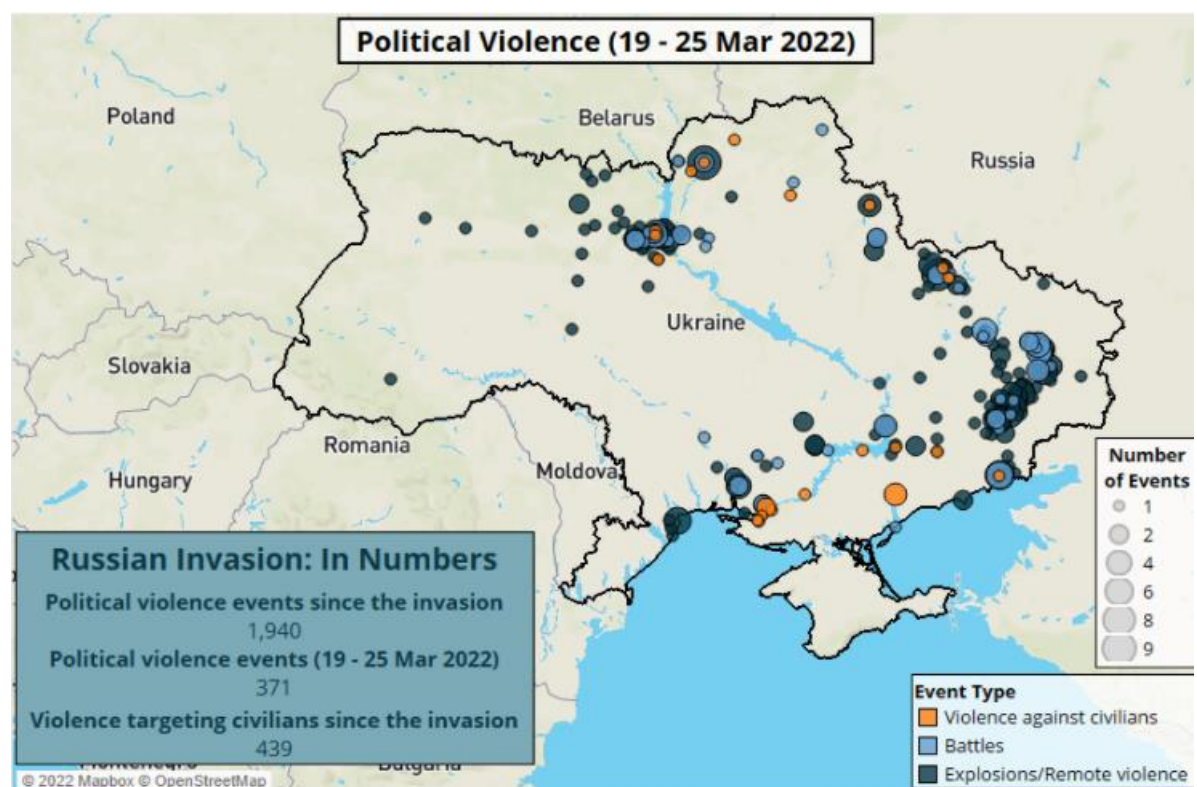 Political Violence (19 - 25 Mar 2022)
Poland
Belarus
Russia
Ukraine
Slovakia
Romania
Moldova
Hungary
Number
of Events
1
2
4
6
8
9
Russian Invasion: In Numbers
Political violence events since the invasion
1,940
Political violence events (19 - 25 Mar 2022)
371
Violence targeting civilians since the invasion
439
Event Type
Violence against civilians
Battles
Explosions/Remote violence
Montenegro
Bulgaria
© 2022 Mapbox © OpenStreetMap